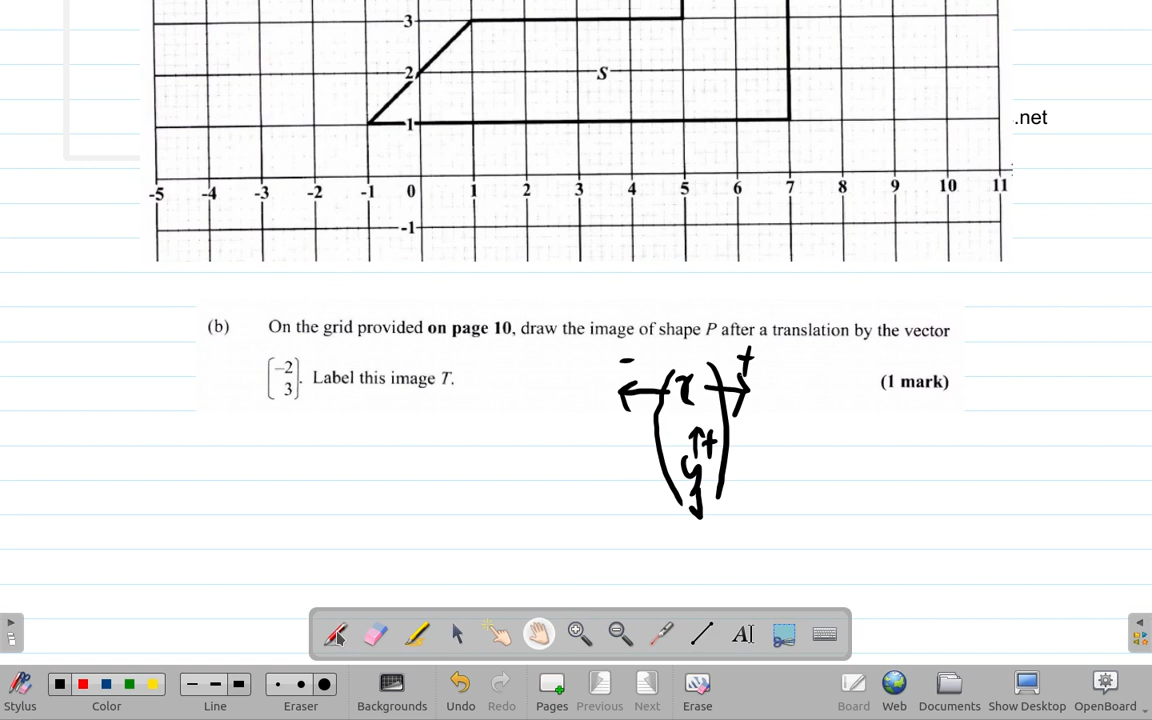 3
2
S
1
.net
-5 -4 -3 -2 -1 0 1 2 3 4 5 6 7 8 9 10 11
-1
(b) On the grid provided on page 10, draw the image of shape P after a translation by the vector
[-2
3]. Label this image T. (1 mark)
- +
x
+
y
AI
Stylus Color Line Eraser Backgrounds Undo Redo Pages Previous Next Erase Board Web Documents Show Desktop OpenBoard